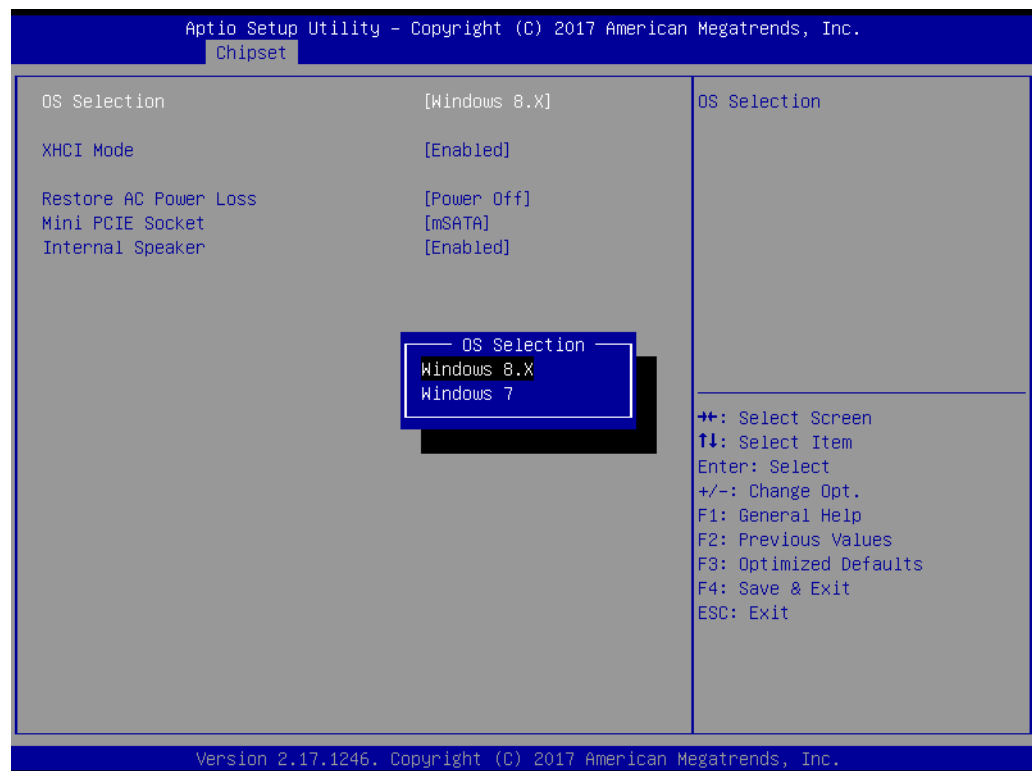 Aptio Setup Utility – Copyright (C) 2017 American Megatrends, Inc.
Chipset
OS Selection [Windows 8.X]
XHCI Mode [Enabled]
Restore AC Power Loss [Power Off]
Mini PCIE Socket [mSATA]
Internal Speaker [Enabled]
OS Selection
Windows 8.X
Windows 7
OS Selection
→←: Select Screen
↑↓: Select Item
Enter: Select
+/-: Change Opt.
F1: General Help
F2: Previous Values
F3: Optimized Defaults
F4: Save & Exit
ESC: Exit
Version 2.17.1246. Copyright (C) 2017 American Megatrends, Inc.